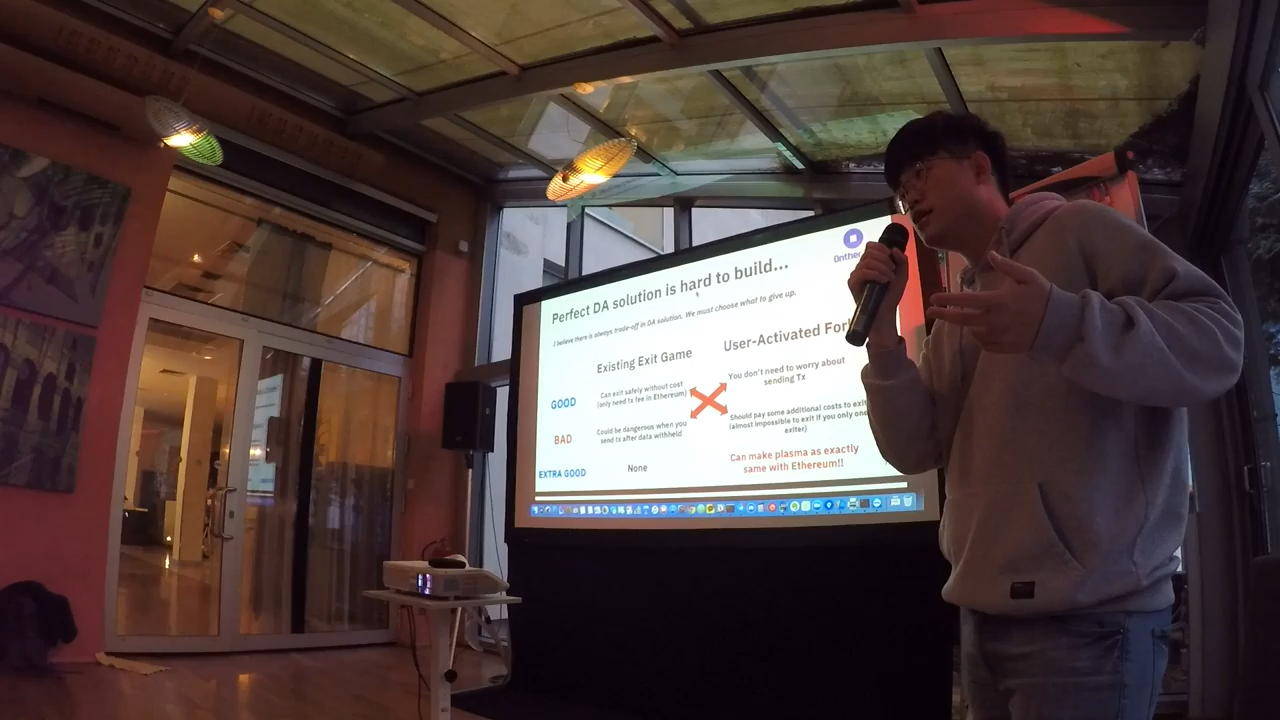 Perfect DA solution is hard to build...
I believe there is always trade-off in DA solution. We must choose what to give up.
Existing Exit Game
User-Activated Fork
GOOD
Can exit safely without cost
(only need tx fee in Ethereum)
You don't need to worry about
sending Tx
BAD
Could be dangerous when you
send tx after data withheld
Should pay some additional costs to exit
(almost impossible to exit if you only one
exiter)
EXTRA GOOD
None
Can make plasma as exactly
same with Ethereum!!